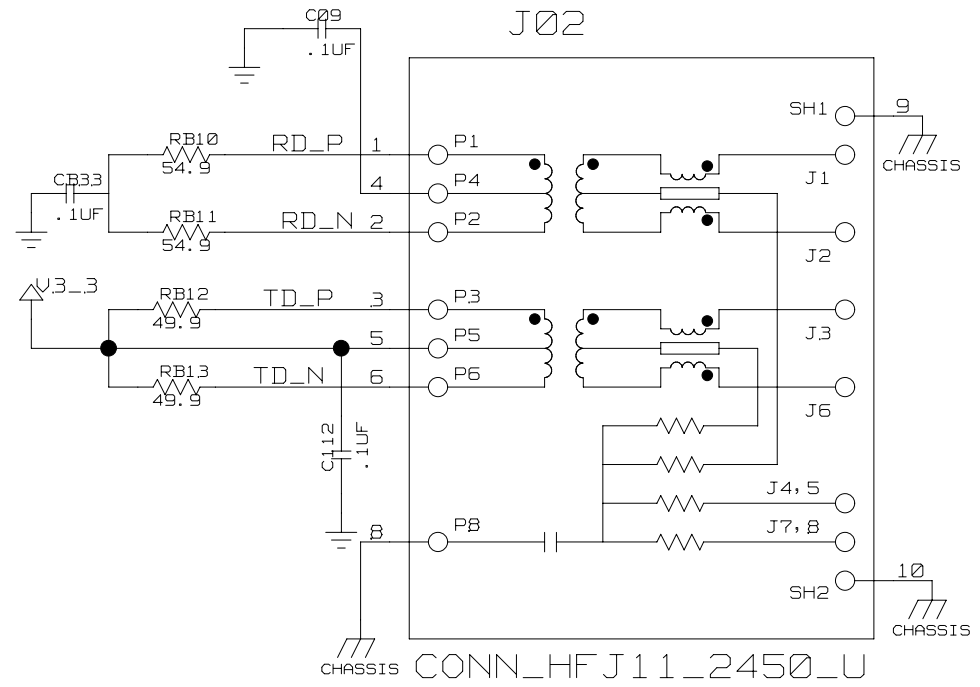 C09
.1UF
J02
SH1
9
CHASSIS
RB10
54.9
RD_P
1
P1
J1
CB33
.1UF
4
P4
RB11
54.9
RD_N
2
P2
J2
V3_3
RB12
49.9
TD_P
3
P3
J3
5
P5
RB13
49.9
TD_N
6
P6
J6
C112
.1UF
J4,5
8
P8
J7,8
SH2
10
CHASSIS
CHASSIS
CONN_HFJ11_2450_U